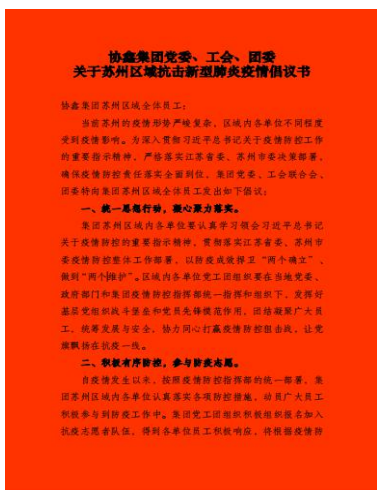 协鑫集团党委、工会、团委
关于苏州区域抗击新型肺炎疫情倡议书
协鑫集团苏州区域全体员工：
当前苏州的疫情形势严峻复杂，区域内各单位不同程度
受到疫情影响。为深入贯彻习近平总书记关于疫情防控工作
的重要指示精神，严格落实江苏省委、苏州市委决策部署，
确保疫情防控责任落实全面到位，集团党委、工会联合会、
团委特向集团苏州区域全体员工发出如下倡议：
一、统一思想行动，凝心聚力落实。
集团苏州区域内各单位要认真学习领会习近平总书记
关于疫情防控的重要指示精神，贯彻落实江苏省委、苏州市
委疫情防控整体工作部署，以防疫成效捍卫“两个确立”、
做到“两个维护”。区域内各单位党工团组织要在当地党委、
政府部门和集团疫情防控指挥部统一指挥和组织下，发挥好
基层党组织战斗堡垒和党员先锋模范作用，团结凝聚广大员
工，统筹发展与安全，协力同心打赢疫情防控阻击战，让党
旗飘扬在抗疫一线。
二、积极有序防控，参与防疫志愿。
自疫情发生以来，按照疫情防控指挥部的统一部署，集
团苏州区域内各单位认真落实各项防控措施，动员广大员工
积极参与到防疫工作中。集团党工团组织积极组织报名加入
抗疫志愿者队伍，得到各单位员工积极响应，将根据疫情防